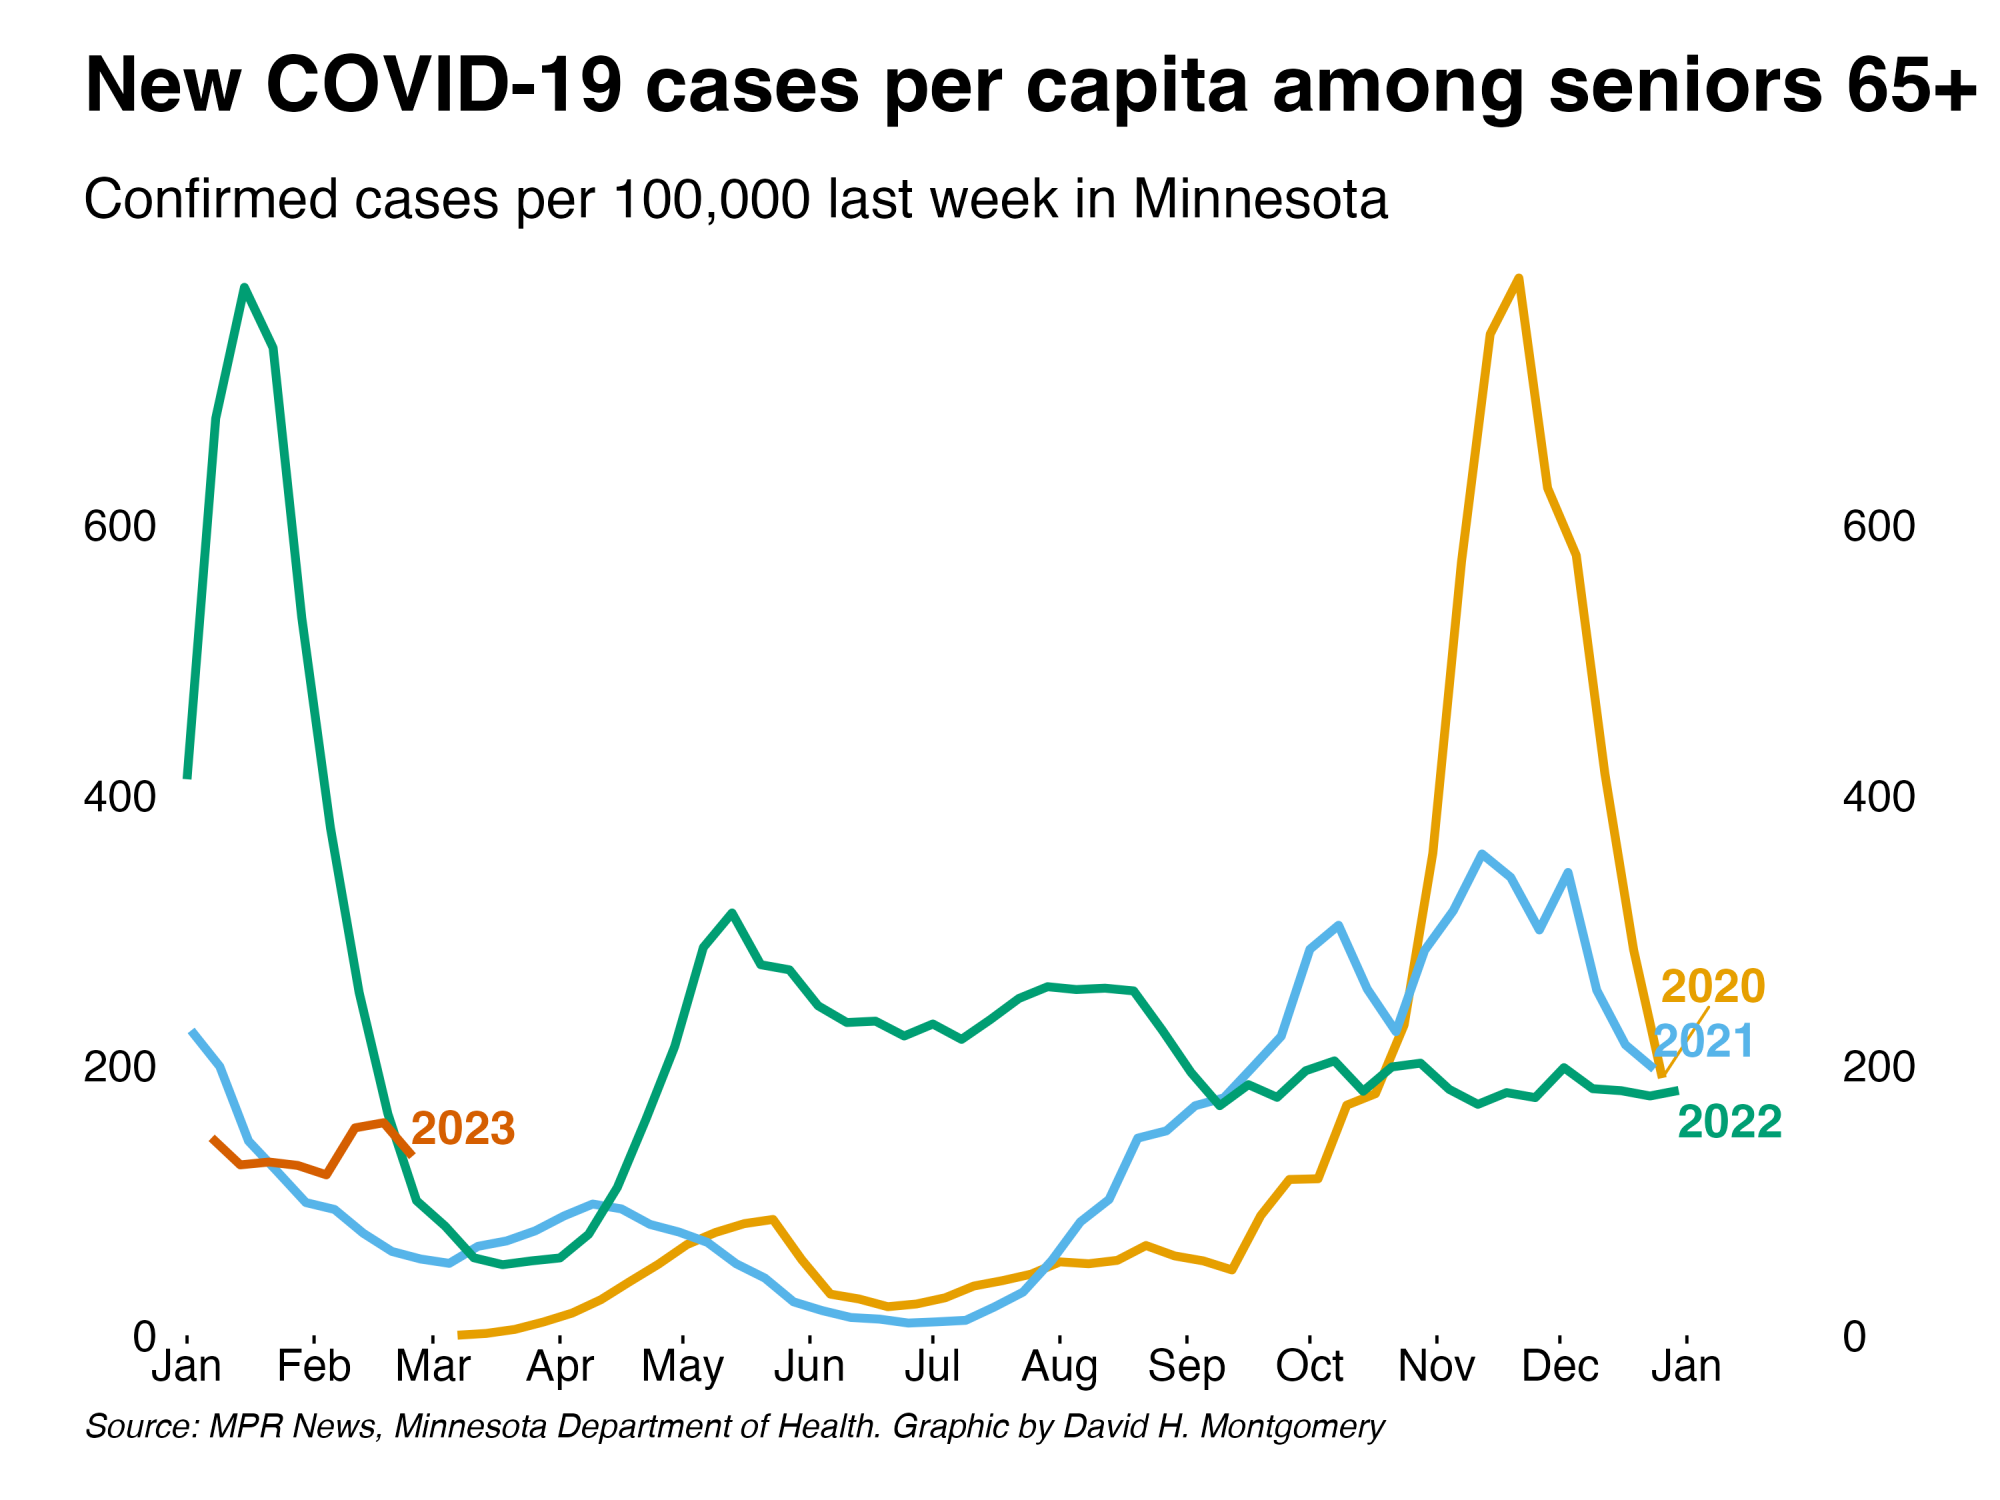 New COVID-19 cases per capita among seniors 65+
Confirmed cases per 100,000 last week in Minnesota
600 600
400 400
2020
2021
200 200
2023 2022
0 0
Jan Feb Mar Apr May Jun Jul Aug Sep Oct Nov Dec Jan
Source: MPR News, Minnesota Department of Health. Graphic by David H. Montgomery